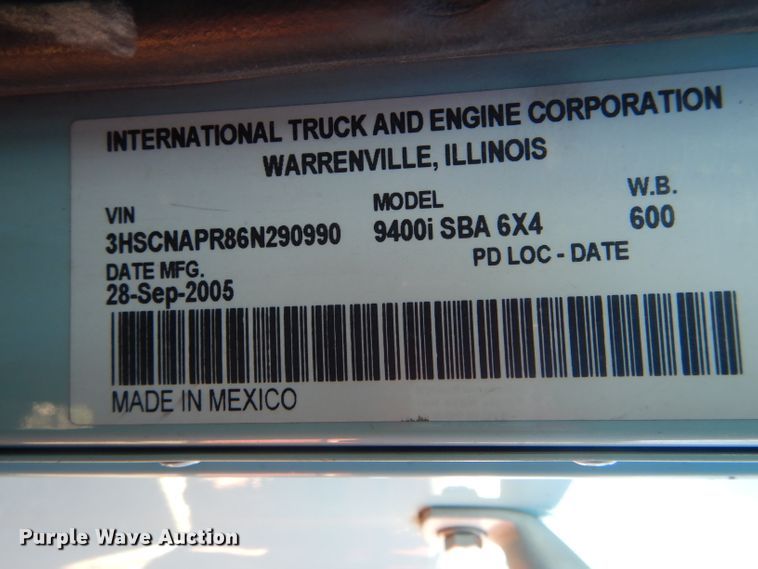 INTERNATIONAL TRUCK AND ENGINE CORPORATION
WARRENVILLE, ILLINOIS
VIN MODEL W.B.
3HSCNAPR86N290990 9400i SBA 6X4 600
DATE MFG. PD LOC - DATE
28-Sep-2005
MADE IN MEXICO
Purple Wave Auction